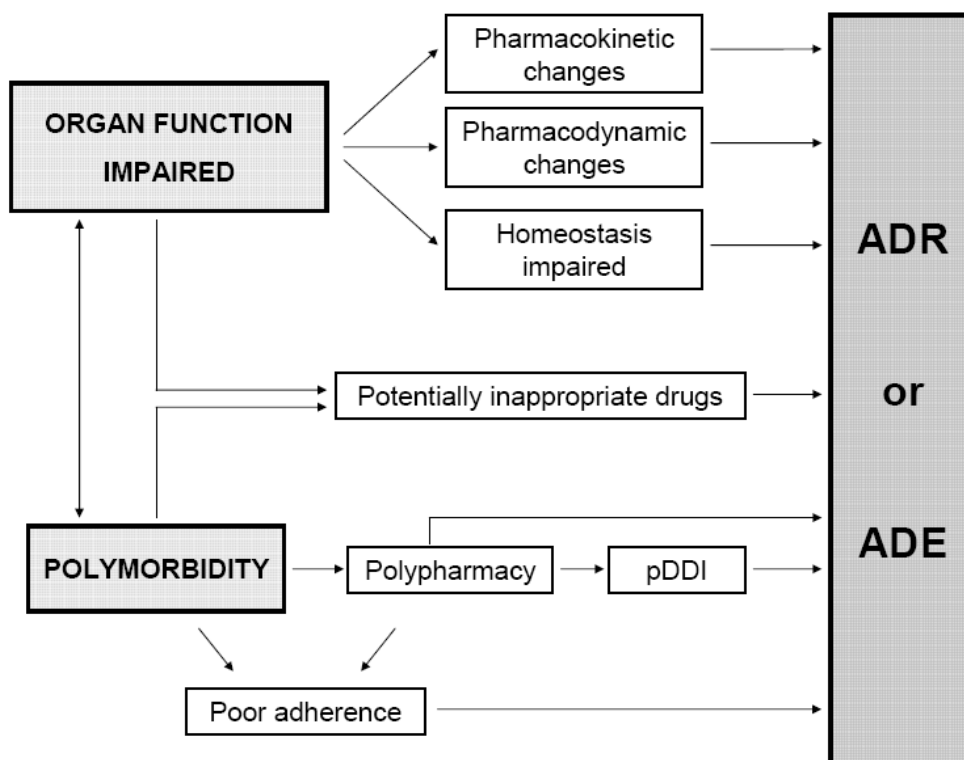 Pharmacokinetic
changes
ORGAN FUNCTION
IMPAIRED
Pharmacodynamic
changes
Homeostasis
impaired
ADR
Potentially inappropriate drugs
or
POLYMORBIDITY
Polypharmacy
pDDI
ADE
Poor adherence